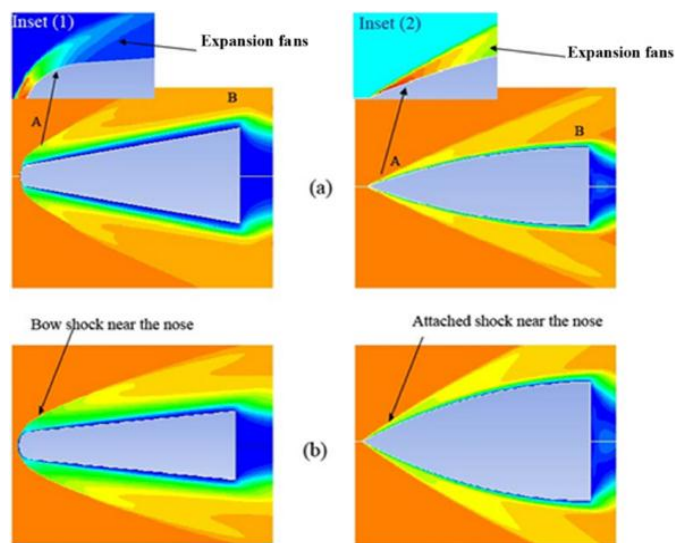 Inset (1)
Expansion fans
A
B
Inset (2)
Expansion fans
A
B
(a)
Bow shock near the nose
Attached shock near the nose
(b)